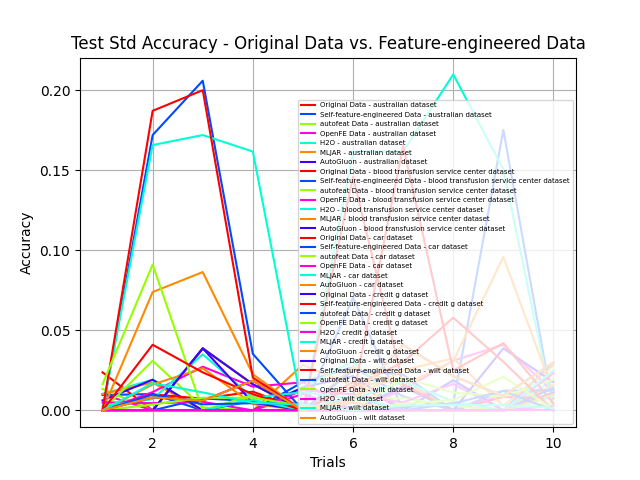 Test Std Accuracy - Original Data vs. Feature-engineered Data
0.20
0.15
0.10
0.05
0.00
Accuracy
Original Data - australian dataset
Self-feature-engineered Data - australian dataset
autofeat Data - australian dataset
OpenFE Data - australian dataset
H2O - australian dataset
MLJAR - australian dataset
AutoGluon - australian dataset
Original Data - blood transfusion service center dataset
Self-feature-engineered Data - blood transfusion service center dataset
autofeat Data - blood transfusion service center dataset
OpenFE Data - blood transfusion service center dataset
H2O - blood transfusion service center dataset
MLJAR - blood transfusion service center dataset
AutoGluon - blood transfusion service center dataset
Original Data - car dataset
Self-feature-engineered Data - car dataset
autofeat Data - car dataset
OpenFE Data - car dataset
MLJAR - car dataset
AutoGluon - car dataset
Original Data - credit g dataset
Self-feature-engineered Data - credit g dataset
autofeat Data - credit g dataset
OpenFE Data - credit g dataset
H2O - credit g dataset
MLJAR - credit g dataset
AutoGluon - credit g dataset
Original Data - wilt dataset
Self-feature-engineered Data - wilt dataset
autofeat Data - wilt dataset
OpenFE Data - wilt dataset
H2O - wilt dataset
MLJAR - wilt dataset
AutoGluon - wilt dataset
2 4 6 8 10
Trials